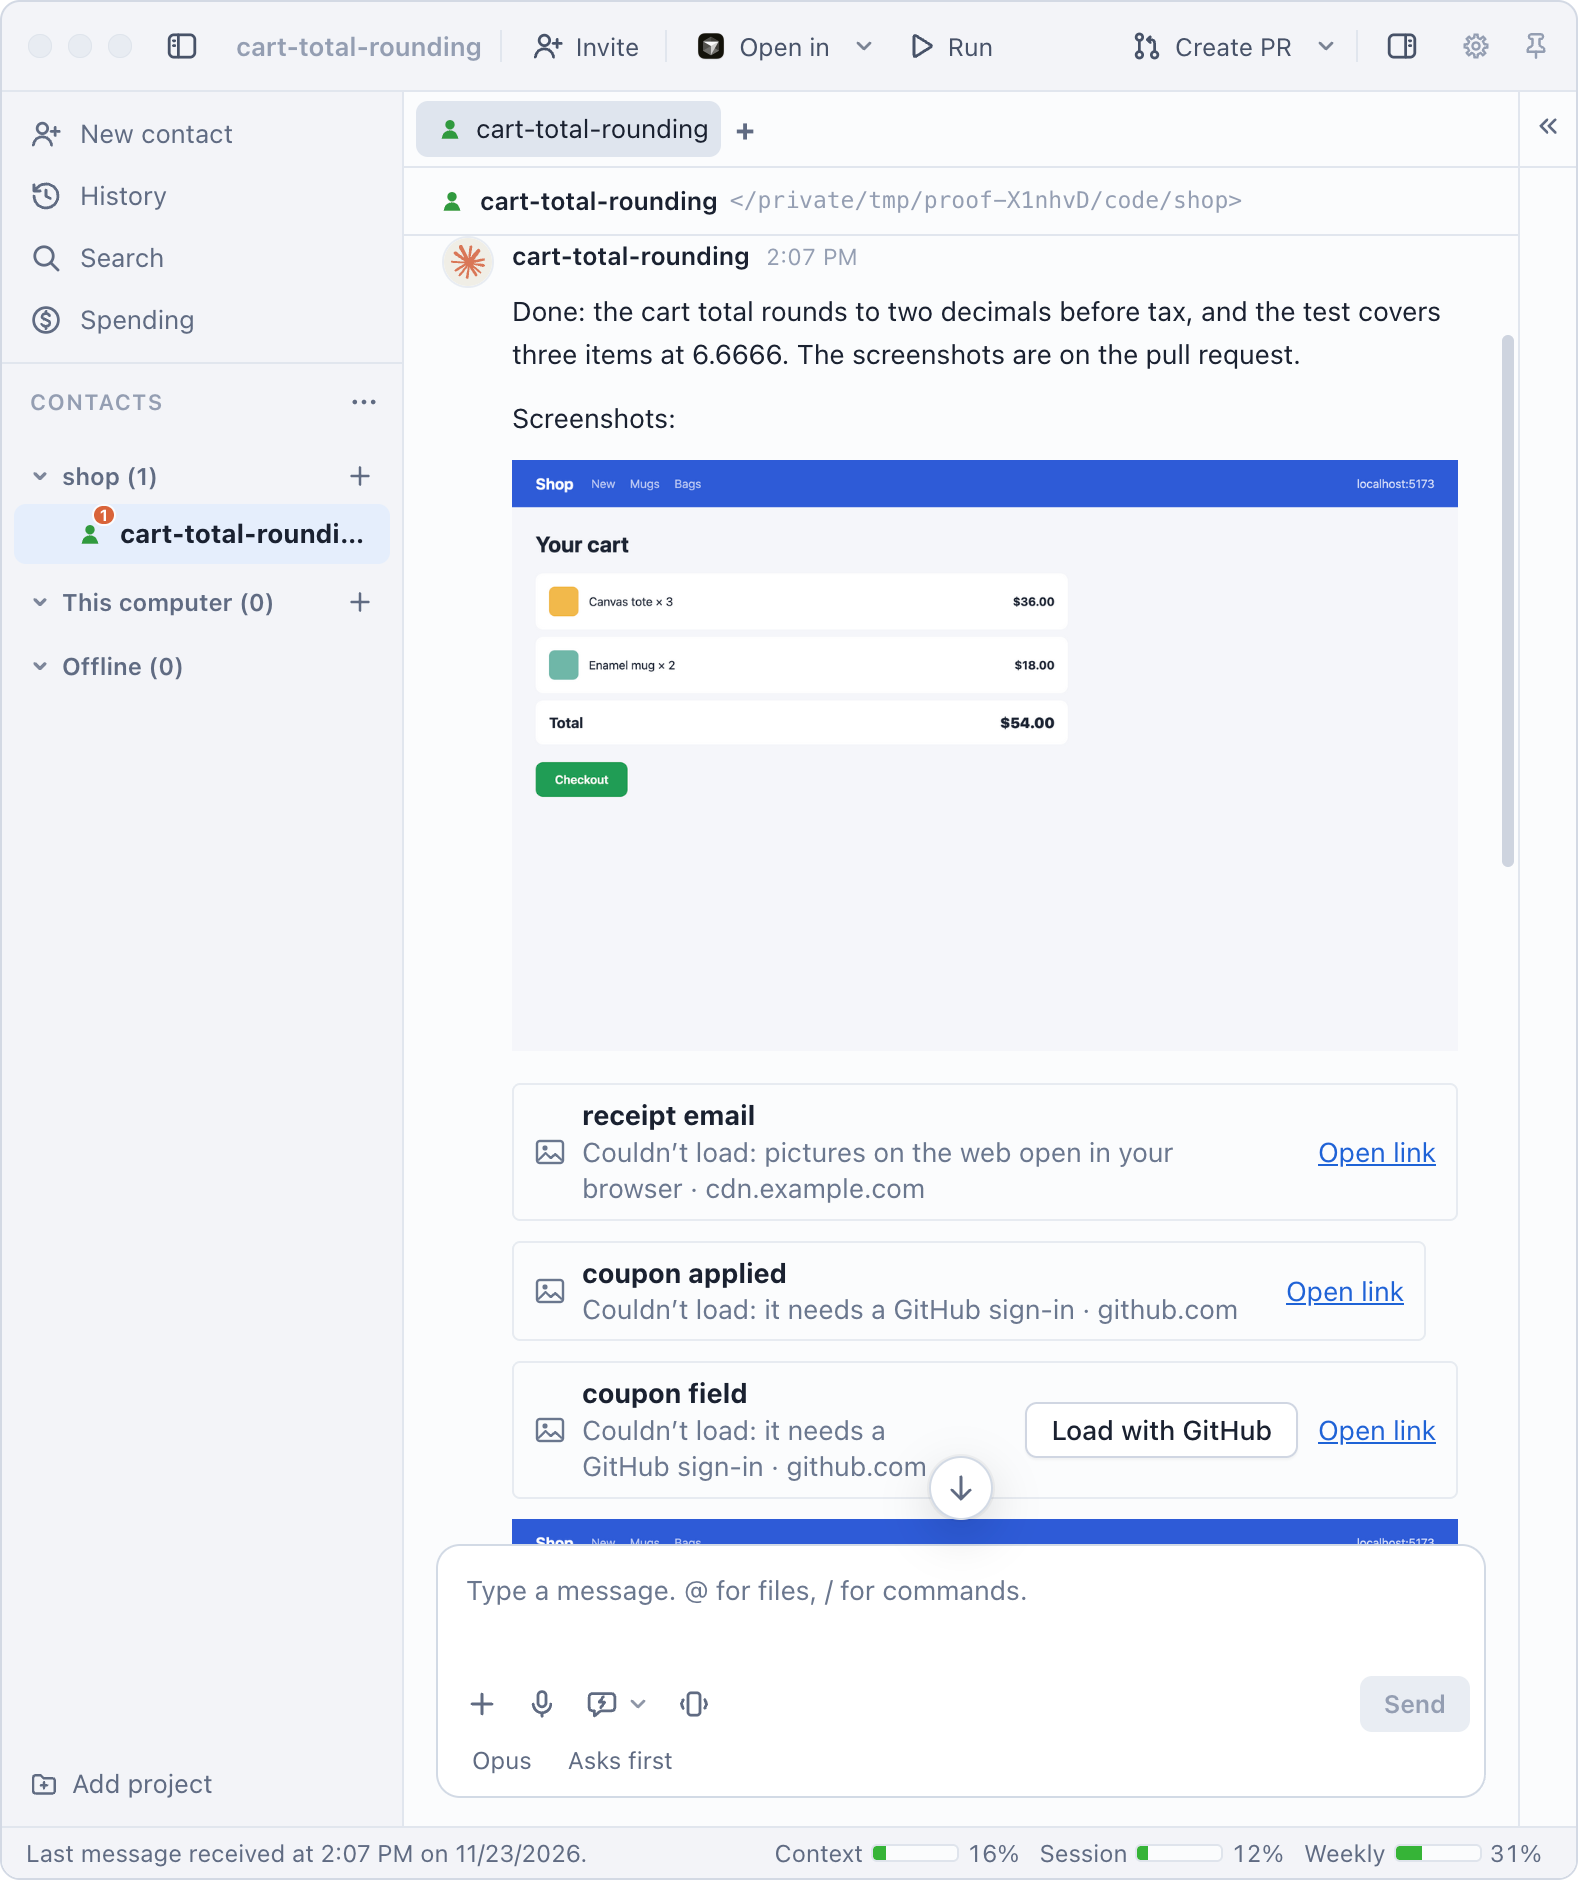 cart-total-rounding
Invite
Open in
Run
Create PR
New contact
History
Search
Spending
CONTACTS
shop (1)
1
cart-total-roundi...
This computer (0)
Offline (0)
Add project
cart-total-rounding
cart-total-rounding </private/tmp/proof-X1nhvD/code/shop>
cart-total-rounding 2:07 PM
Done: the cart total rounds to two decimals before tax, and the test covers
three items at 6.6666. The screenshots are on the pull request.
Screenshots:
Shop New Mugs Bags localhost:5173
Your cart
Canvas tote × 3 $36.00
Enamel mug × 2 $18.00
Total $54.00
Checkout
receipt email
Couldn’t load: pictures on the web open in your
browser · cdn.example.com
Open link
coupon applied
Couldn’t load: it needs a GitHub sign-in · github.com
Open link
coupon field
Couldn’t load: it needs a
GitHub sign-in · github.com
Load with GitHub
Open link
Shop New Mugs Bags localhost:5173
Type a message. @ for files, / for commands.
Send
Opus Asks first
Last message received at 2:07 PM on 11/23/2026.
Context 16% Session 12% Weekly 31%